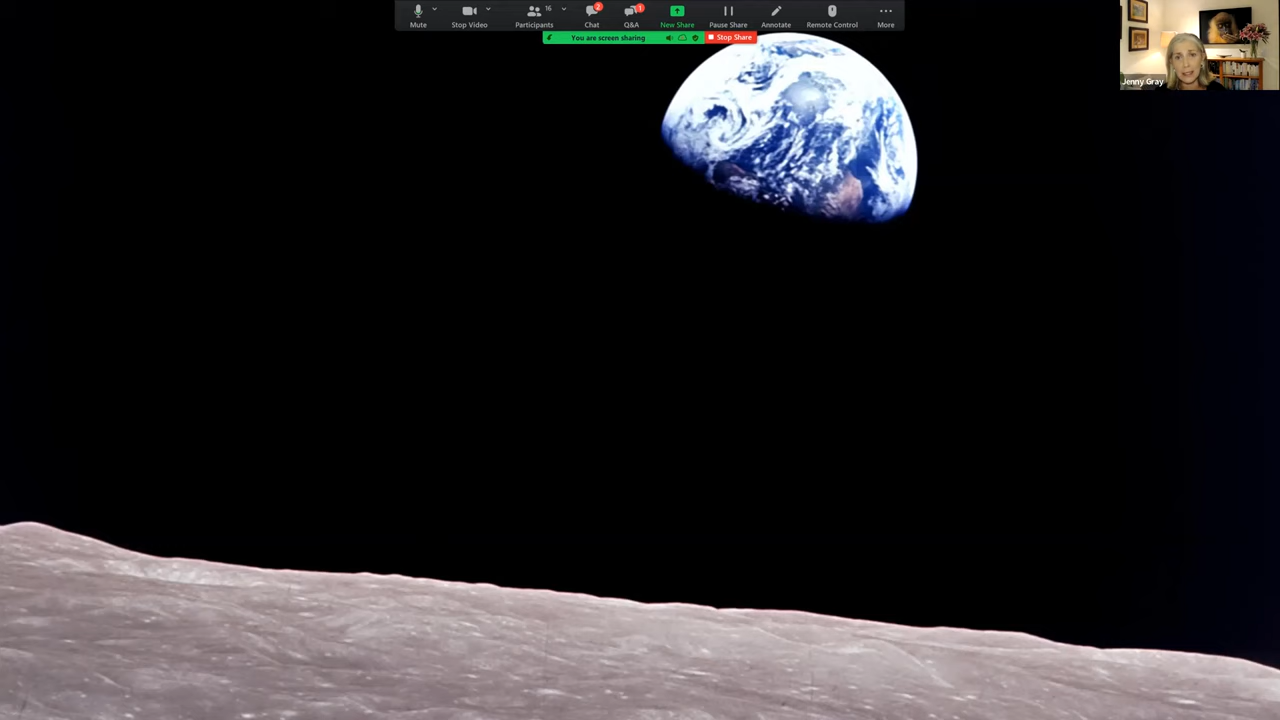 16
2
1
Mute
Stop Video
Participants
Chat
Q&A
New Share
Pause Share
Annotate
Remote Control
More
You are screen sharing
Stop Share
Jenny Gray